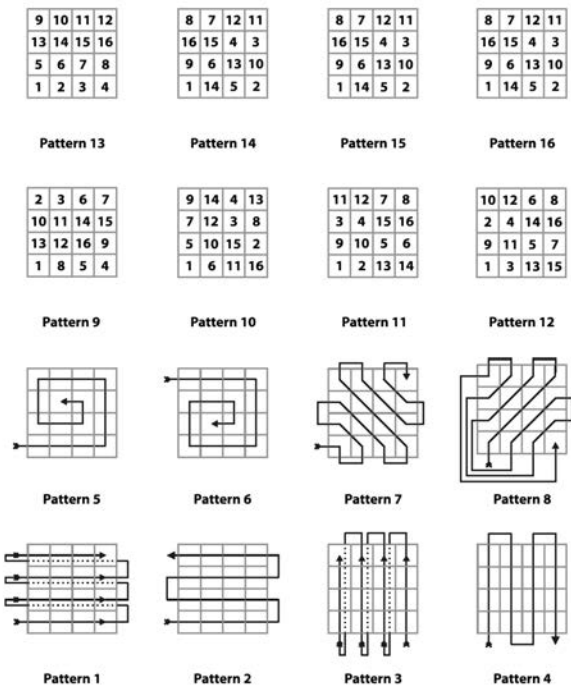 9 10 11 12 8 7 12 11 8 7 12 11 8 7 12 11
13 14 15 16 16 15 4 3 16 15 4 3 16 15 4 3
5 6 7 8 9 6 13 10 9 6 13 10 9 6 13 10
1 2 3 4 1 14 5 2 1 14 5 2 1 14 5 2
Pattern 13 Pattern 14 Pattern 15 Pattern 16
2 3 6 7 9 14 4 13 11 12 7 8 10 12 6 8
10 11 14 15 7 12 3 8 3 4 15 16 2 4 14 16
13 12 16 9 5 10 15 2 9 10 5 6 9 11 5 7
1 8 5 4 1 6 11 16 1 2 13 14 1 3 13 15
Pattern 9 Pattern 10 Pattern 11 Pattern 12
Pattern 5 Pattern 6 Pattern 7 Pattern 8
Pattern 1 Pattern 2 Pattern 3 Pattern 4